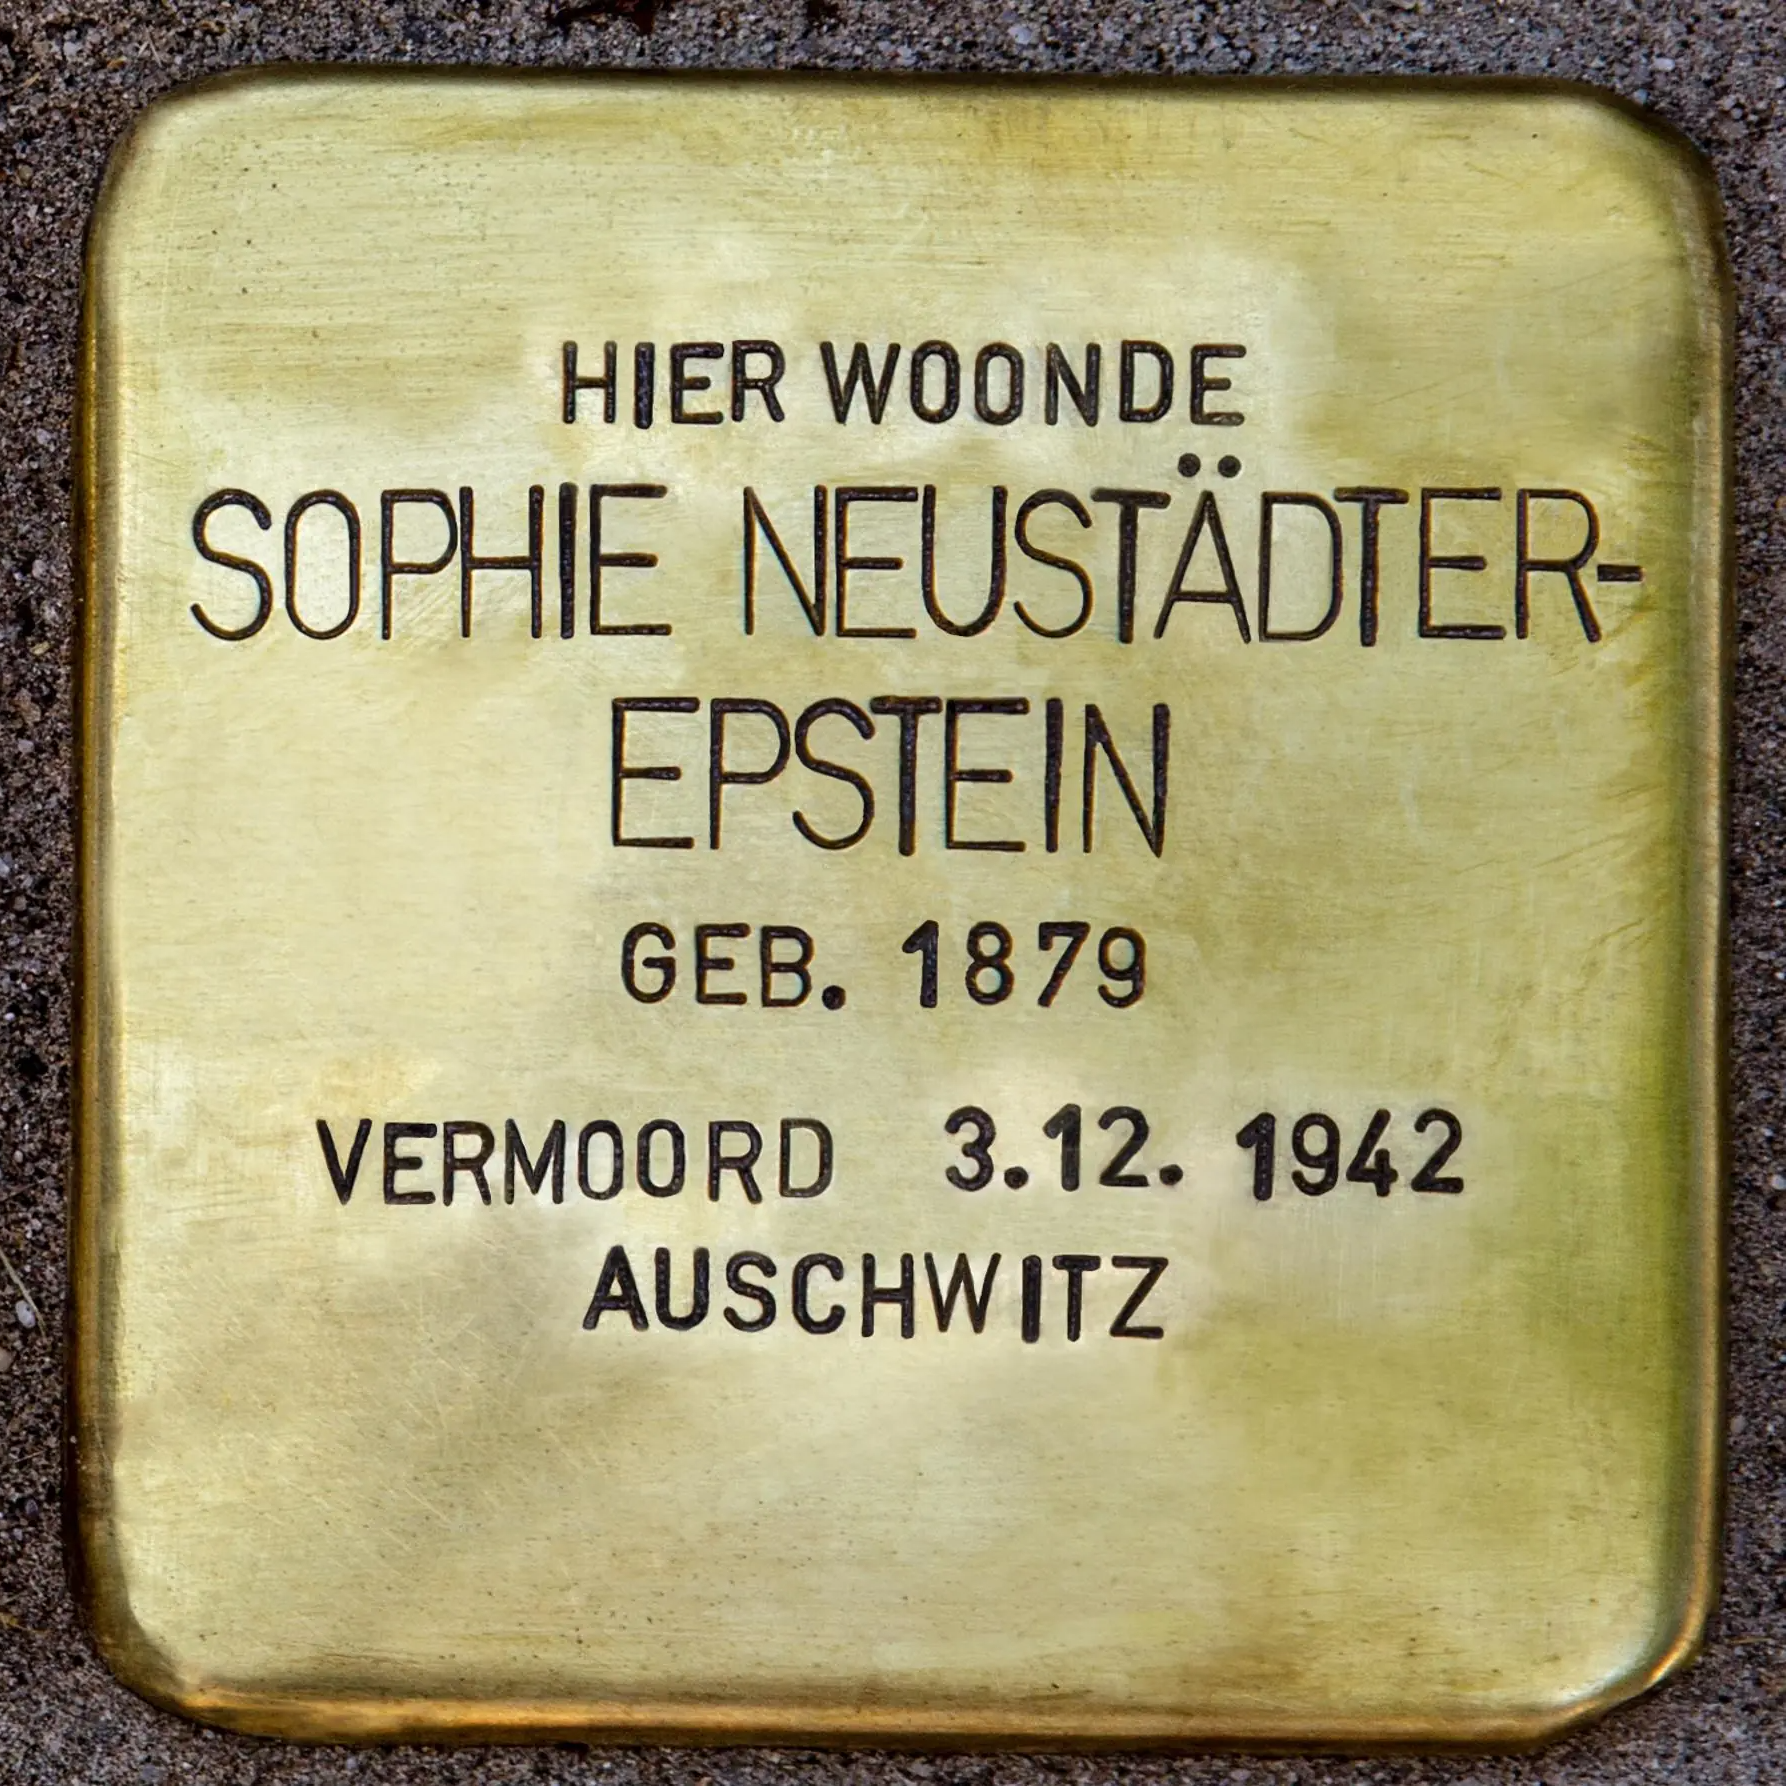 HIER WOONDE
SOPHIE NEUSTÄDTER-
EPSTEIN
GEB. 1879
VERMOORD 3.12. 1942
AUSCHWITZ